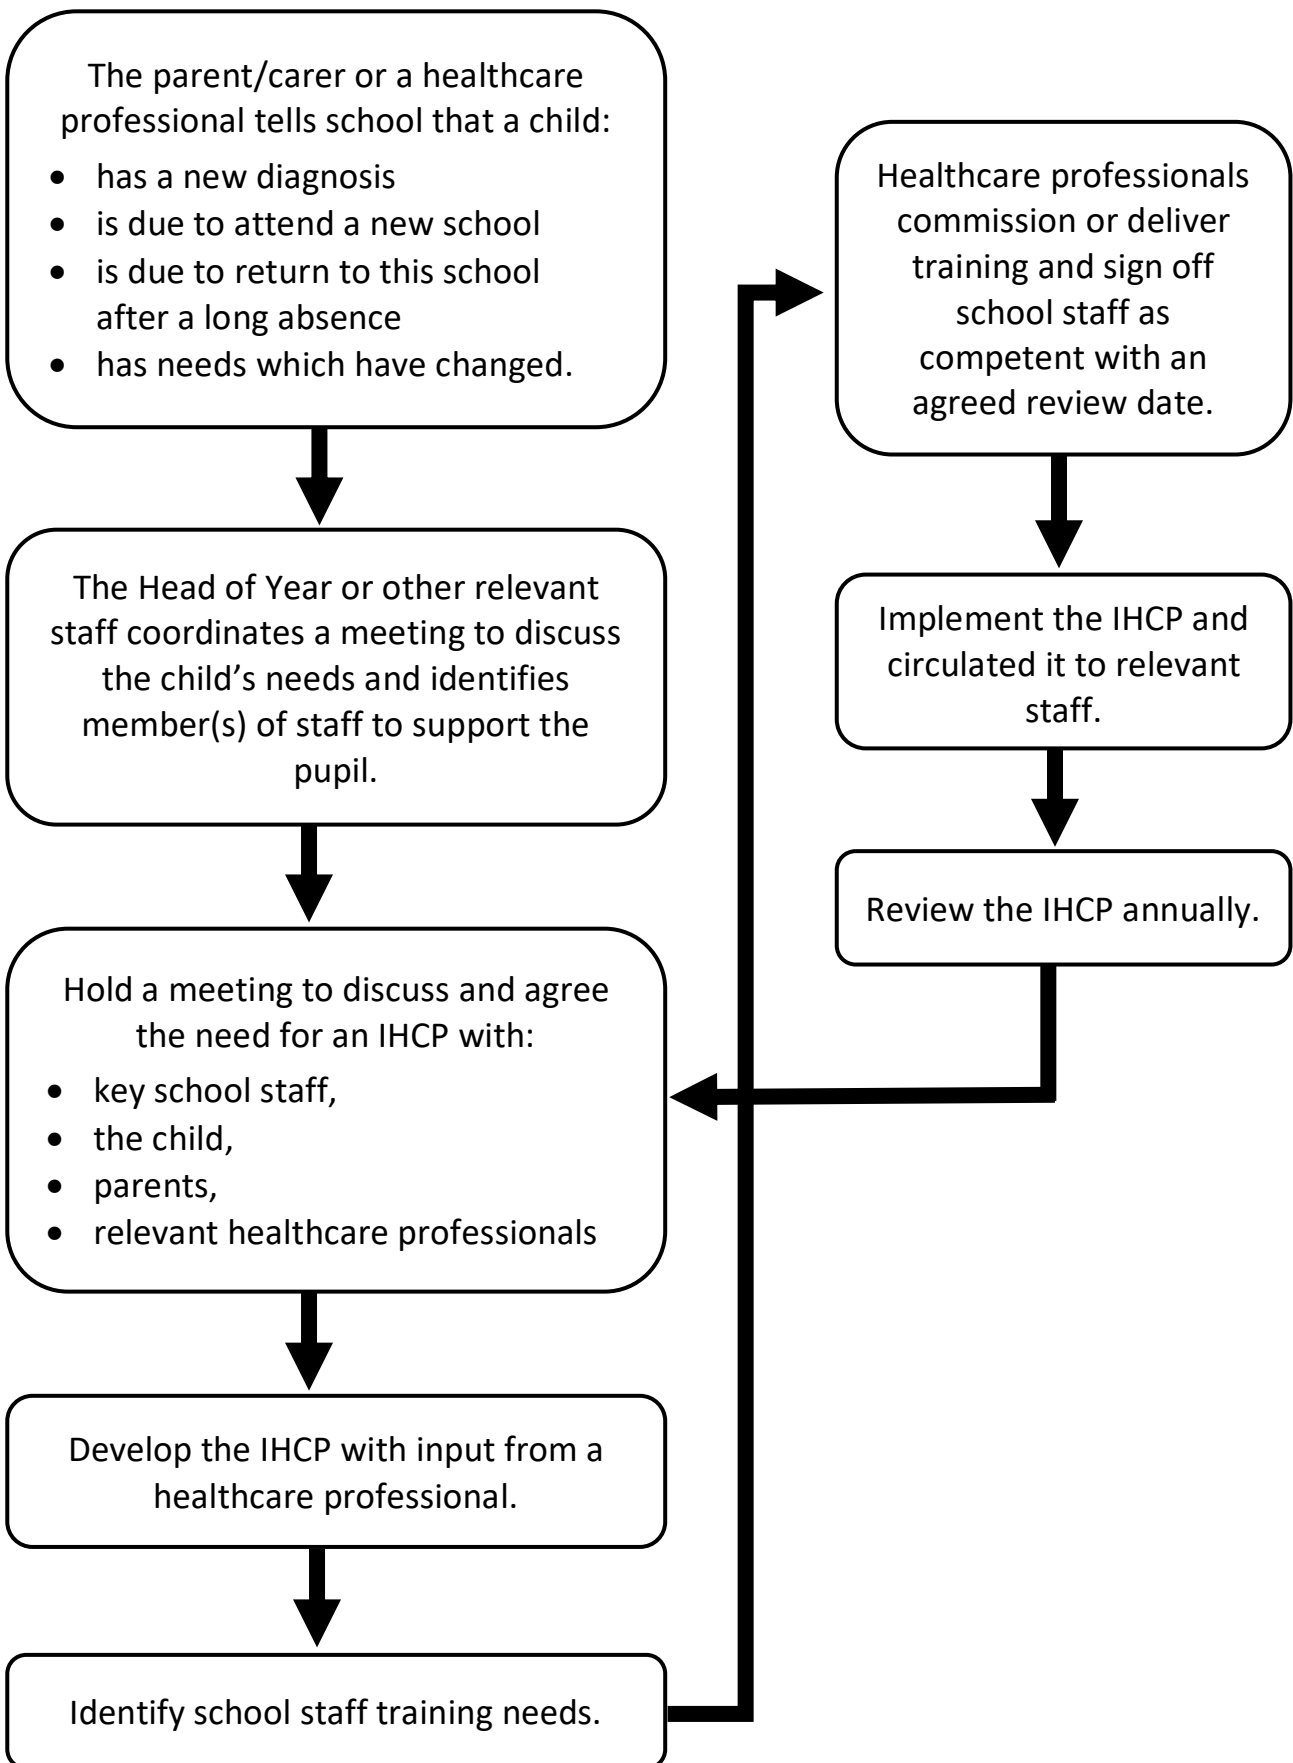 The parent/carer or a healthcare
professional tells school that a child:
• has a new diagnosis
• is due to attend a new school
• is due to return to this school
after a long absence
• has needs which have changed.
The Head of Year or other relevant
staff coordinates a meeting to discuss
the child’s needs and identifies
member(s) of staff to support the
pupil.
Hold a meeting to discuss and agree
the need for an IHCP with:
• key school staff,
• the child,
• parents,
• relevant healthcare professionals
Develop the IHCP with input from a
healthcare professional.
Identify school staff training needs.
Healthcare professionals
commission or deliver
training and sign off
school staff as
competent with an
agreed review date.
Implement the IHCP and
circulated it to relevant
staff.
Review the IHCP annually.